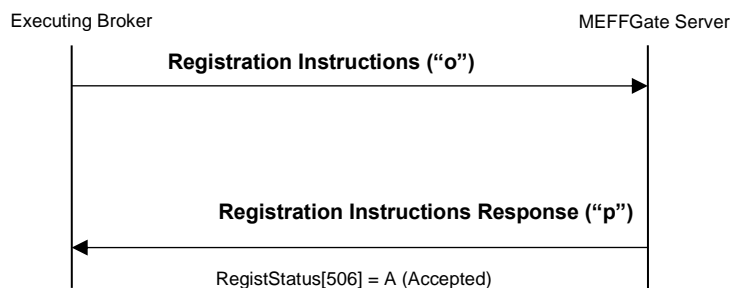 Executing Broker
MEFFGate Server
Registration Instructions (“o”)
Registration Instructions Response (“p”)
RegistStatus[506] = A (Accepted)